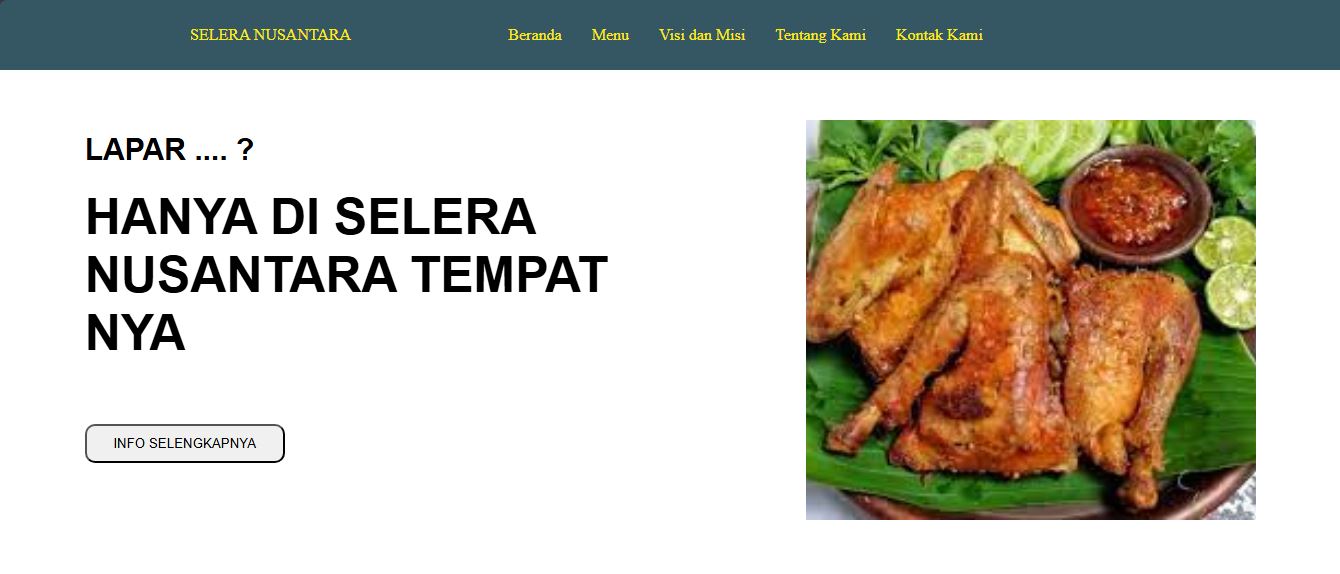 SELERA NUSANTARA
Beranda Menu Visi dan Misi Tentang Kami Kontak Kami
LAPAR .... ?
HANYA DI SELERA
NUSANTARA TEMPAT
NYA
INFO SELENGKAPNYA